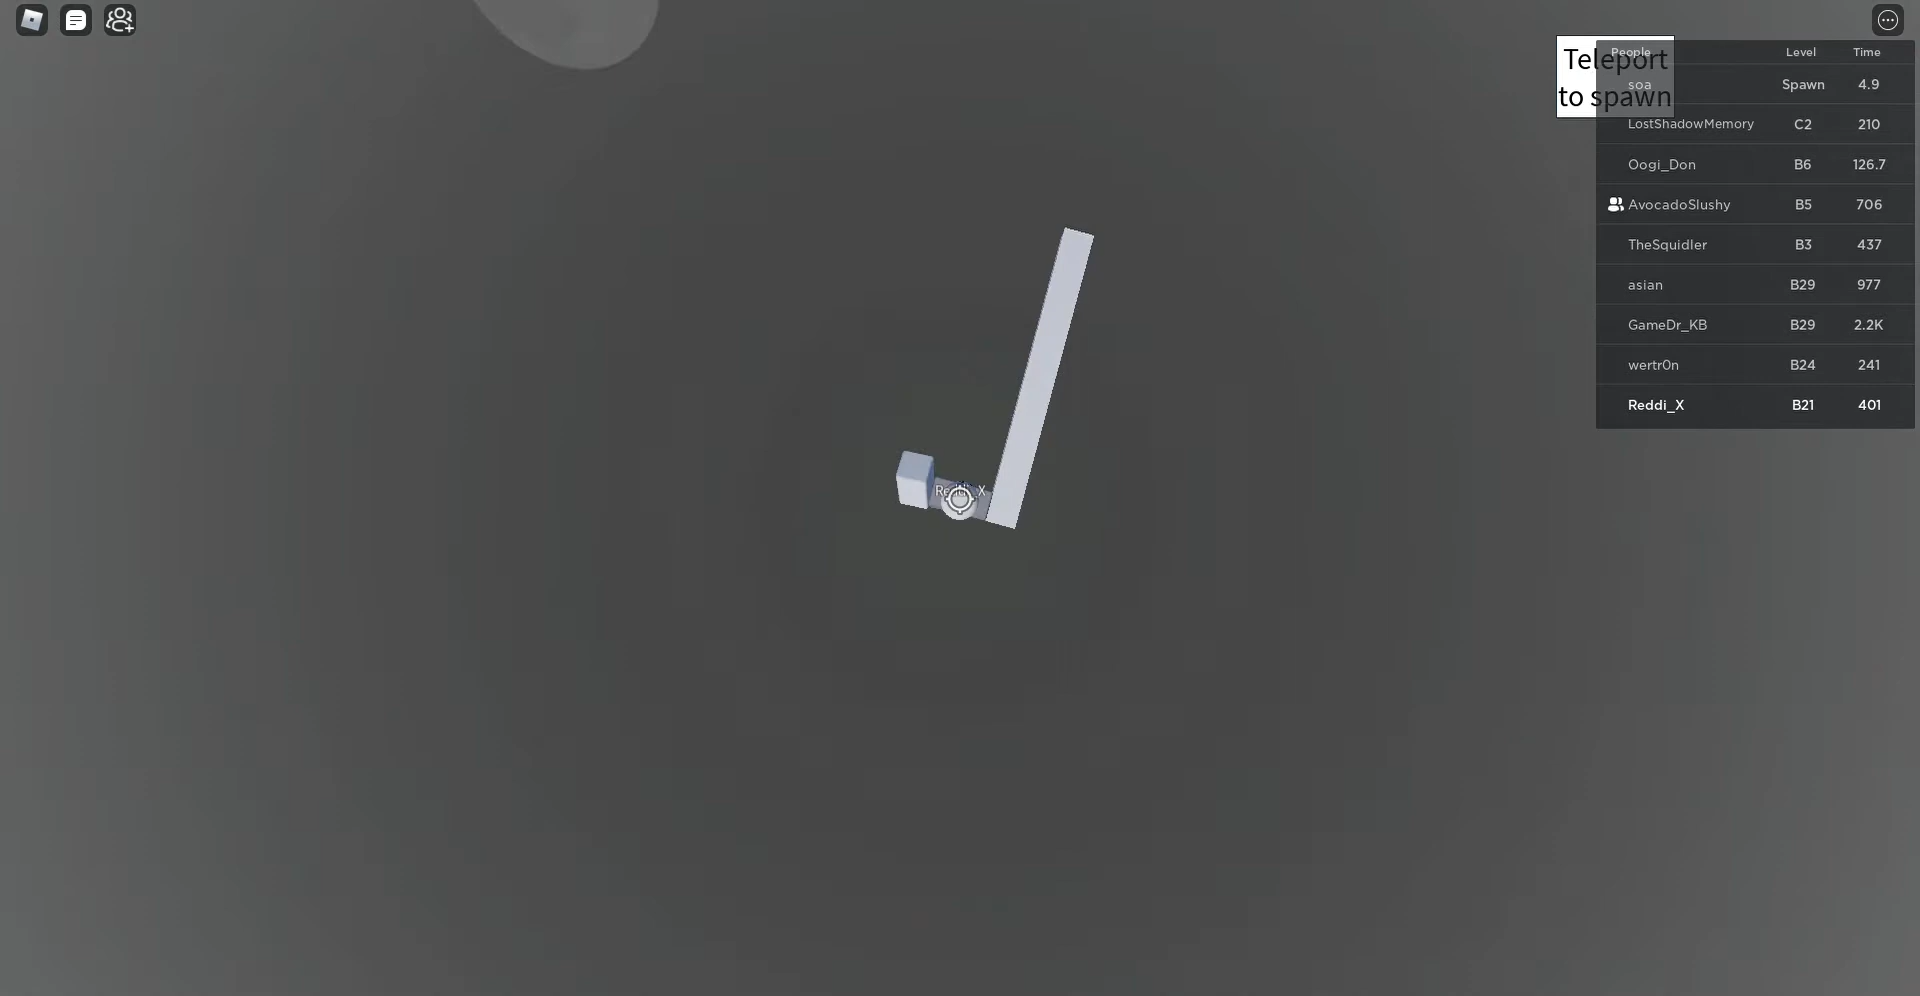 Teleport
to spawn
People Level Time
soa Spawn 4.9
LostShadowMemory C2 210
Oogi_Don B6 126.7
AvocadoSlushy B5 706
TheSquidler B3 437
asian B29 977
GameDr_KB B29 2.2K
wertr0n B24 241
Reddi_X B21 401
Reddi_X